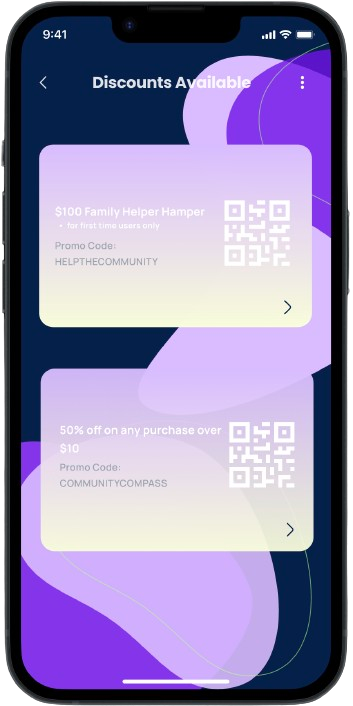 9:41
Discounts Available
$100 Family Helper Hamper
• for first time users only
Promo Code:
HELPTHECOMMUNITY
50% off on any purchase over
$10
Promo Code:
COMMUNITYCOMPASS